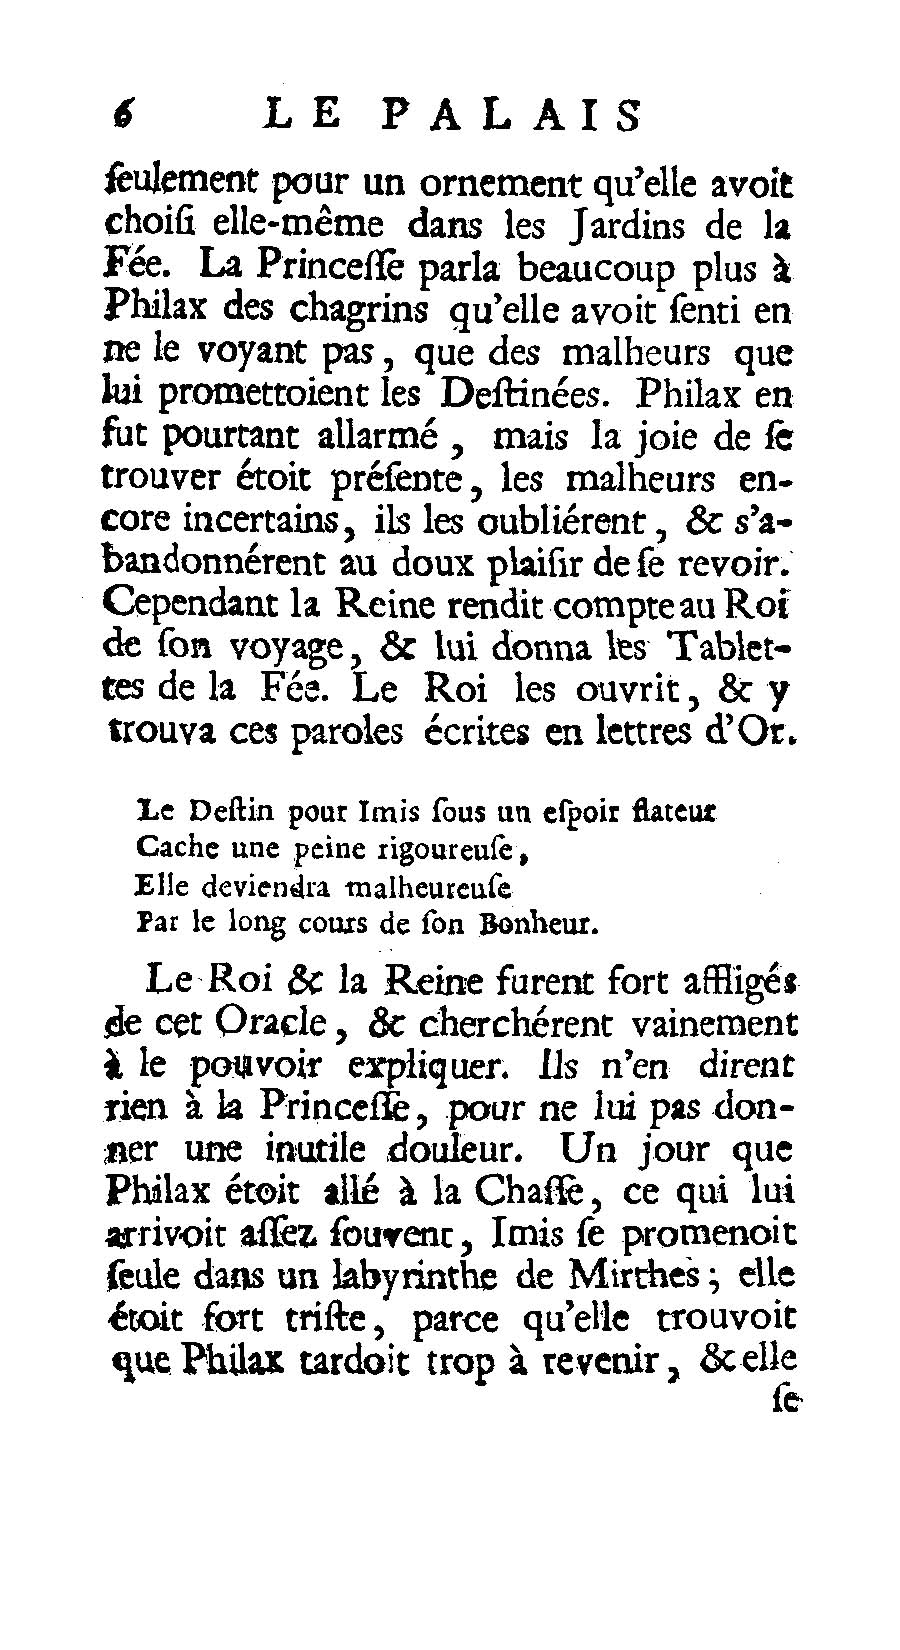 6 LE PALAIS
ſeulement pour un ornement qu'elle avoit
choiſi elle-même dans les Jardins de la
Fée. La Princeſſe parla beaucoup plus à
Philax des chagrins qu'elle avoit ſenti en
ne le voyant pas, que des malheurs que
lui promettoient les Deſtinées. Philax en
fut pourtant allarmé, mais la joie de ſe
trouver étoit préſente, les malheurs en-
core incertains, ils les oubliérent, & s'a-
bandonnérent au doux plaiſir de ſe revoir.
Cependant la Reine rendit compte au Roi
de ſon voyage, & lui donna les Tablet-
tes de la Fée. Le Roi les ouvrit, & y
trouva ces paroles écrites en lettres d'Or.
Le Deſtin pour Imis ſous un eſpoir flateur
Cache une peine rigoureuſe,
Elle deviendra malheureuſe
Par le long cours de ſon Bonheur.
Le Roi & la Reine furent fort affligés
de cet Oracle, & cherchérent vainement
à le pouvoir expliquer. Ils n'en dirent
rien à la Princeſſe, pour ne lui pas don-
ner une inutile douleur. Un jour que
Philax étoit allé à la Chaſſe, ce qui lui
arrivoit aſſez ſouvent, Imis ſe promenoit
ſeule dans un labyrinthe de Mirthes; elle
étoit fort triſte, parce qu'elle trouvoit
que Philax tardoit trop à revenir, & elle
ſe